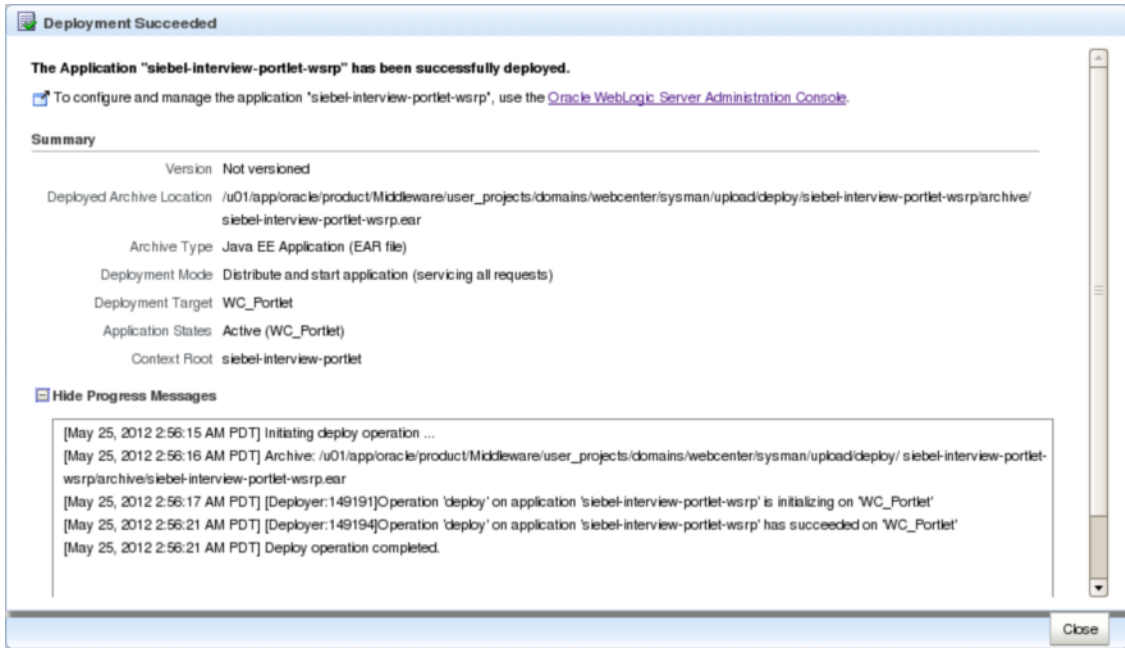 Deployment Succeeded
The Application "siebel-interview-portlet-wsrp" has been successfully deployed.
To configure and manage the application "siebel-interview-portlet-wsrp", use the Oracle WebLogic Server Administration Console.
Summary
Version Not versioned
Deployed Archive Location /u01/app/oracle/product/Middleware/user_projects/domains/webcenter/sysman/upload/deploy/siebel-interview-portlet-wsrp/archive/
siebel-interview-portlet-wsrp.ear
Archive Type Java EE Application (EAR file)
Deployment Mode Distribute and start application (servicing all requests)
Deployment Target WC_Portlet
Application States Active (WC_Portlet)
Context Root siebel-interview-portlet
Hide Progress Messages
[May 25, 2012 2:56:15 AM PDT] Initiating deploy operation ...
[May 25, 2012 2:56:16 AM PDT] Archive: /u01/app/oracle/product/Middleware/user_projects/domains/webcenter/sysman/upload/deploy/ siebel-interview-portlet-
wsrp/archive/siebel-interview-portlet-wsrp.ear
[May 25, 2012 2:56:17 AM PDT] [Deployer:149191]Operation 'deploy' on application 'siebel-interview-portlet-wsrp' is initializing on 'WC_Portlet'
[May 25, 2012 2:56:21 AM PDT] [Deployer:149194]Operation 'deploy' on application 'siebel-interview-portlet-wsrp' has succeeded on 'WC_Portlet'
[May 25, 2012 2:56:21 AM PDT] Deploy operation completed.
Close